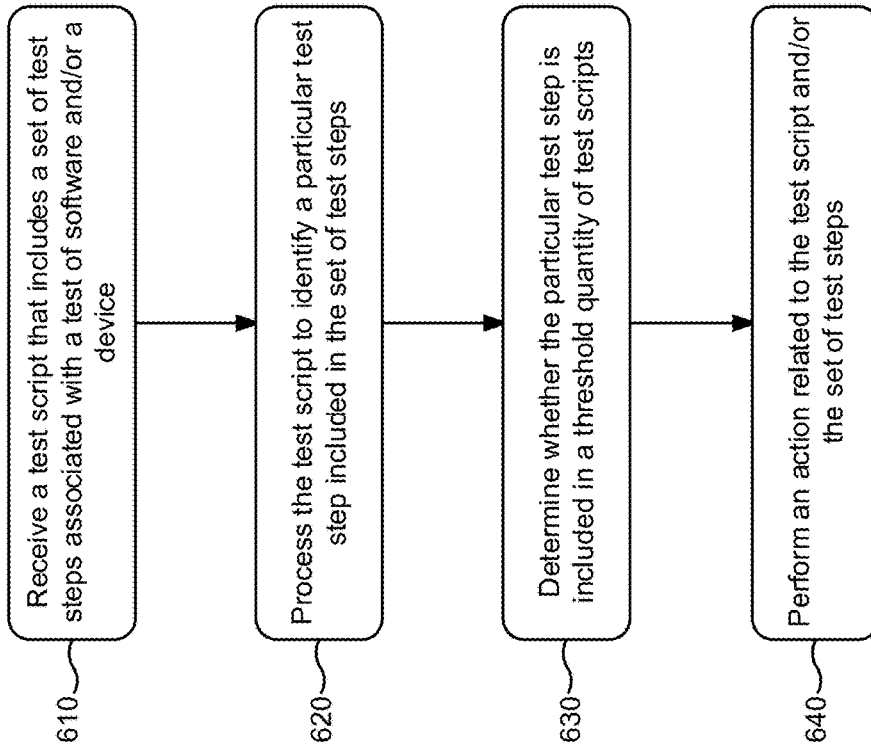 610
Receive a test script that includes a set of test
steps associated with a test of software and/or a
device
620
Process the test script to identify a particular test
step included in the set of test steps
630
Determine whether the particular test step is
included in a threshold quantity of test scripts
640
Perform an action related to the test script and/or
the set of test steps